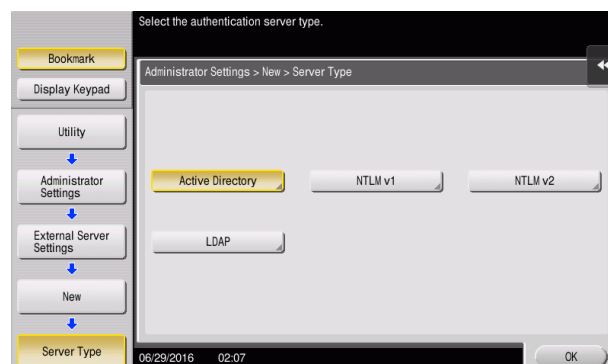 Select the authentication server type.
Bookmark
Display Keypad
Administrator Settings > New > Server Type
Utility
Administrator
Settings
External Server
Settings
New
Server Type
Active Directory
NTLM v1
NTLM v2
LDAP
06/29/2016 02:07
OK